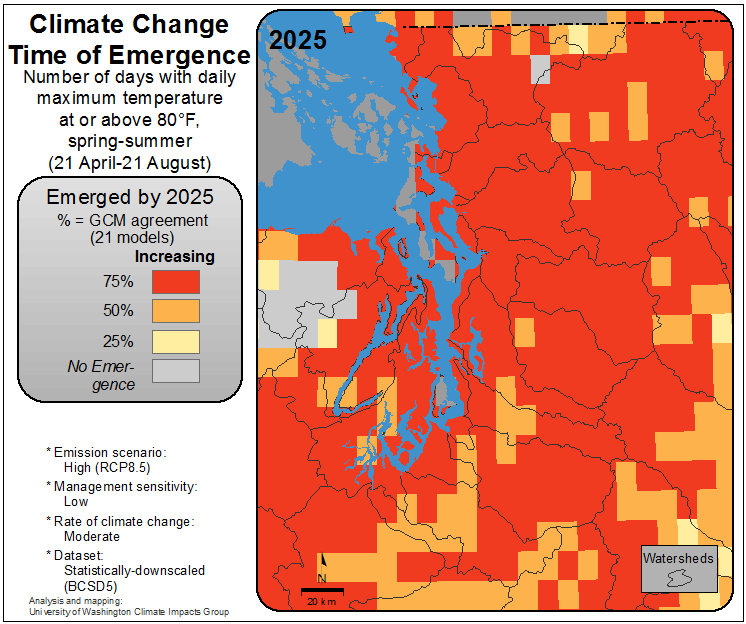 Climate Change
Time of Emergence
Number of days with daily
maximum temperature
at or above 80°F,
spring-summer
(21 April-21 August)
Emerged by 2025
% = GCM agreement
(21 models)
Increasing
75%
50%
25%
No Emer-
gence
* Emission scenario:
High (RCP8.5)
* Management sensitivity:
Low
* Rate of climate change:
Moderate
* Dataset:
Statistically-downscaled
(BCSD5)
Analysis and mapping:
University of Washington Climate Impacts Group
2025
N
20 km
Watersheds